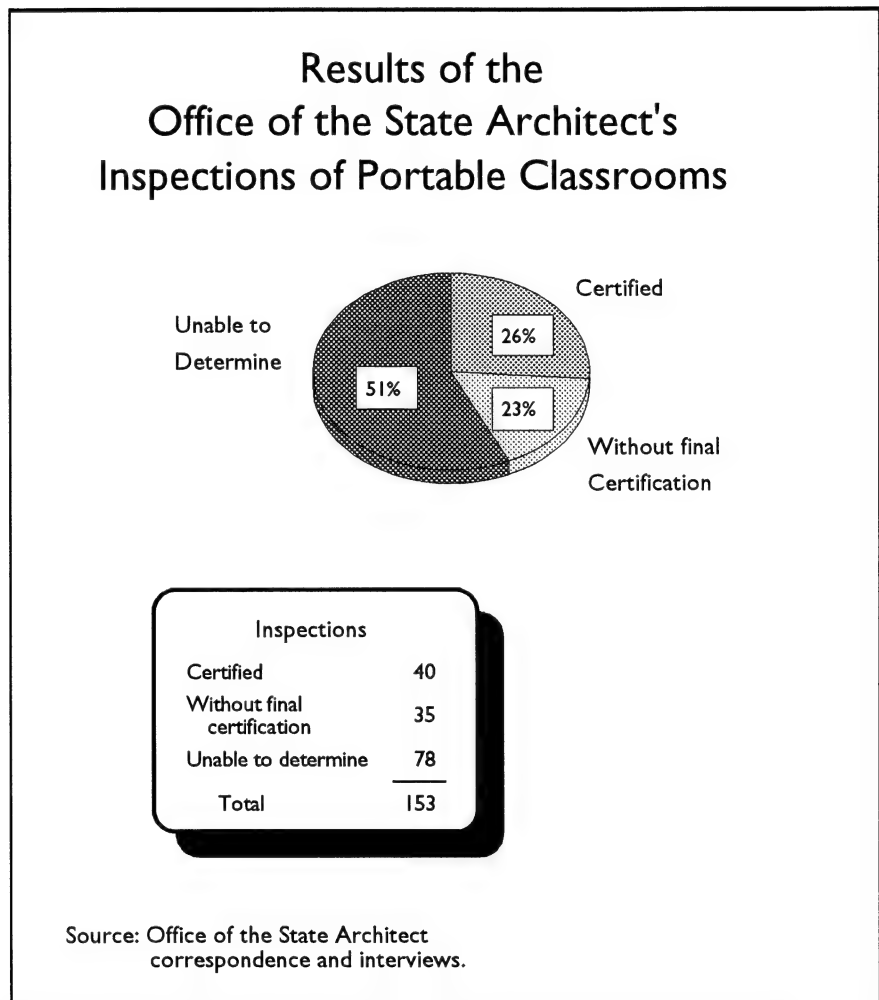 Results of the
Office of the State Architect's
Inspections of Portable Classrooms
Certified
Unable to
Determine
26%
51%
23%
Without final
Certification
Inspections
Certified 40
Without final
certification 35
Unable to determine 78
Total 153
Source: Office of the State Architect
correspondence and interviews.